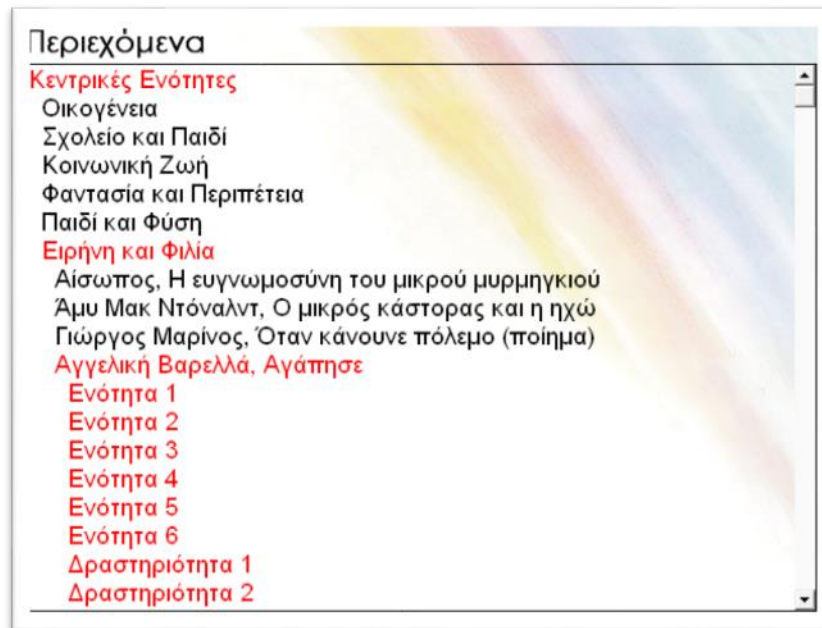 Περιεχόμενα
Κεντρικές Ενότητες
Οικογένεια
Σχολείο και Παιδί
Κοινωνική Ζωή
Φαντασία και Περιπέτεια
Παιδί και Φύση
Ειρήνη και Φιλία
Αίσωπος, Η ευγνωμοσύνη του μικρού μυρμηγκιού
Άμυ Μακ Ντόναλντ, Ο μικρός κάστορας και η ηχώ
Γιώργος Μαρίνος, Όταν κάνουνε πόλεμο (ποίημα)
Αγγελική Βαρελλά, Αγάπησε
Ενότητα 1
Ενότητα 2
Ενότητα 3
Ενότητα 4
Ενότητα 5
Ενότητα 6
Δραστηριότητα 1
Δραστηριότητα 2